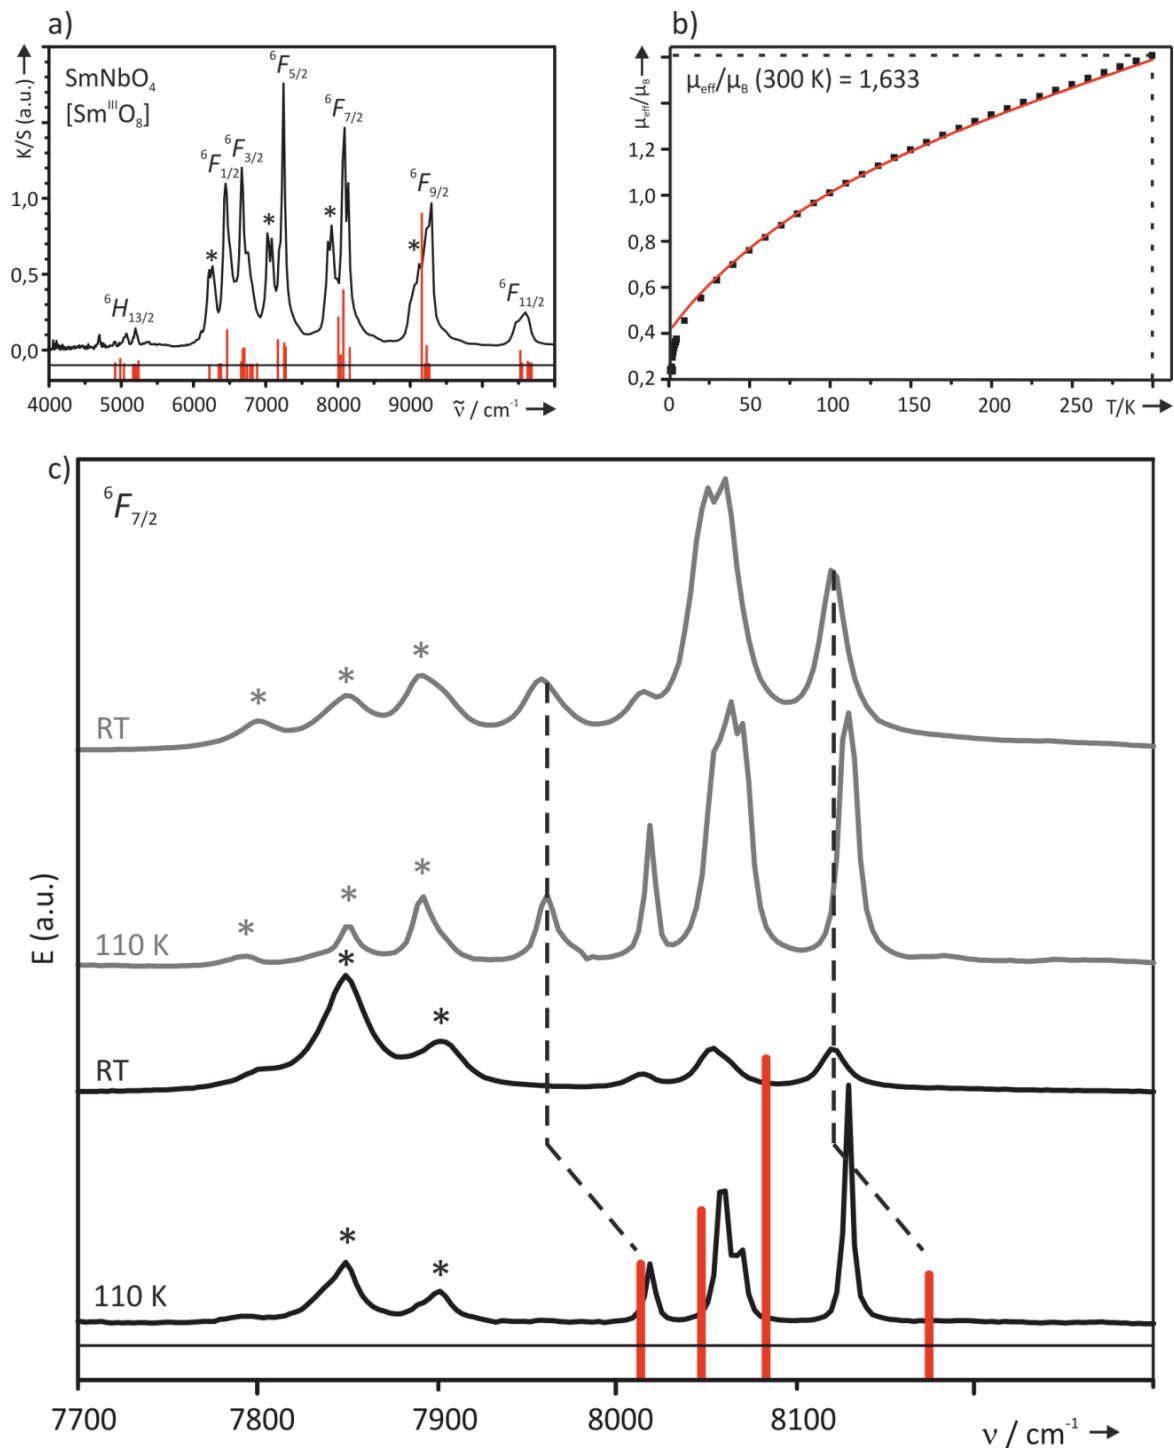 a)
K/S (a.u.)
SmNbO₄
[SmᴵᴵᴵO₈]
⁶H₁₃/₂
⁶F₁/₂
⁶F₃/₂
⁶F₅/₂
⁶F₇/₂
⁶F₉/₂
⁶F₁₁/₂
*
*
*
*
1,0
0,5
0,0
4000 5000 6000 7000 8000 9000
ṽ / cm⁻¹
b)
μeff/μB
μeff/μB (300 K) = 1,633
1,2
1,0
0,8
0,6
0,4
0,2
0 50 100 150 200 250 T/K
c)
⁶F₇/₂
E (a.u.)
* * *
RT
* * *
110 K
* *
RT
* *
110 K
7700 7800 7900 8000 8100 ν / cm⁻¹